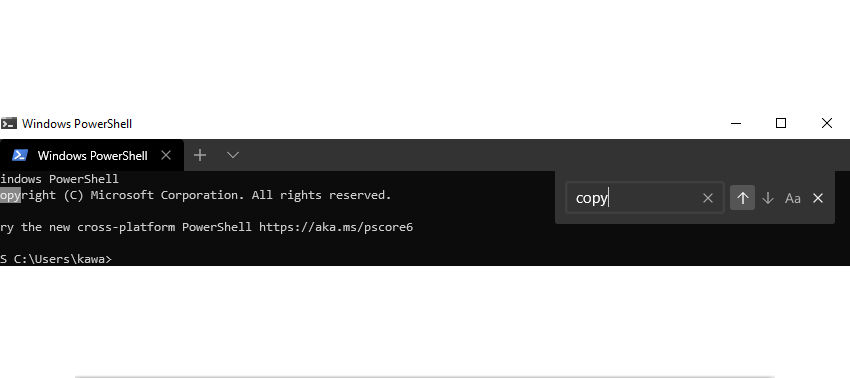 Windows PowerShell
Windows PowerShell
indows PowerShell
opyright (C) Microsoft Corporation. All rights reserved.
copy
Aa
ry the new cross-platform PowerShell https://aka.ms/pscore6
S C:\Users\kawa>